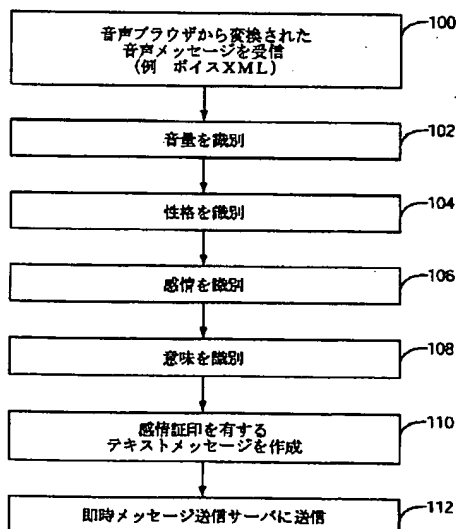 音声ブラウザから変換された
音声メッセージを受信
(例 ボイスXML)
100
音量を識別
102
性格を識別
104
感情を識別
106
意味を識別
108
感情証印を有する
テキストメッセージを作成
110
即時メッセージ送信サーバに送信
112